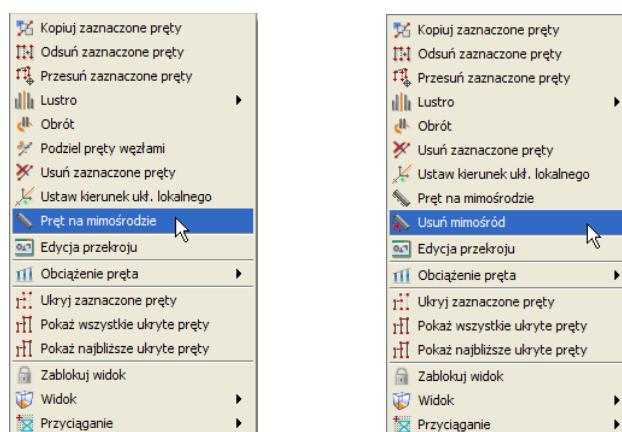 Kopiuj zaznaczone pręty
Odsuń zaznaczone pręty
Przesuń zaznaczone pręty
Lustro
Obrót
Podziel pręty węzłami
Usuń zaznaczone pręty
Ustaw kierunek ukł. lokalnego
Pręt na mimośrodzie
Edycja przekroju
Obciążenie pręta
Ukryj zaznaczone pręty
Pokaż wszystkie ukryte pręty
Pokaż najbliższe ukryte pręty
Zablokuj widok
Widok
Przyciąganie
Kopiuj zaznaczone pręty
Odsuń zaznaczone pręty
Przesuń zaznaczone pręty
Lustro
Obrót
Usuń zaznaczone pręty
Ustaw kierunek ukł. lokalnego
Pręt na mimośrodzie
Usuń mimośród
Edycja przekroju
Obciążenie pręta
Ukryj zaznaczone pręty
Pokaż wszystkie ukryte pręty
Pokaż najbliższe ukryte pręty
Zablokuj widok
Widok
Przyciąganie